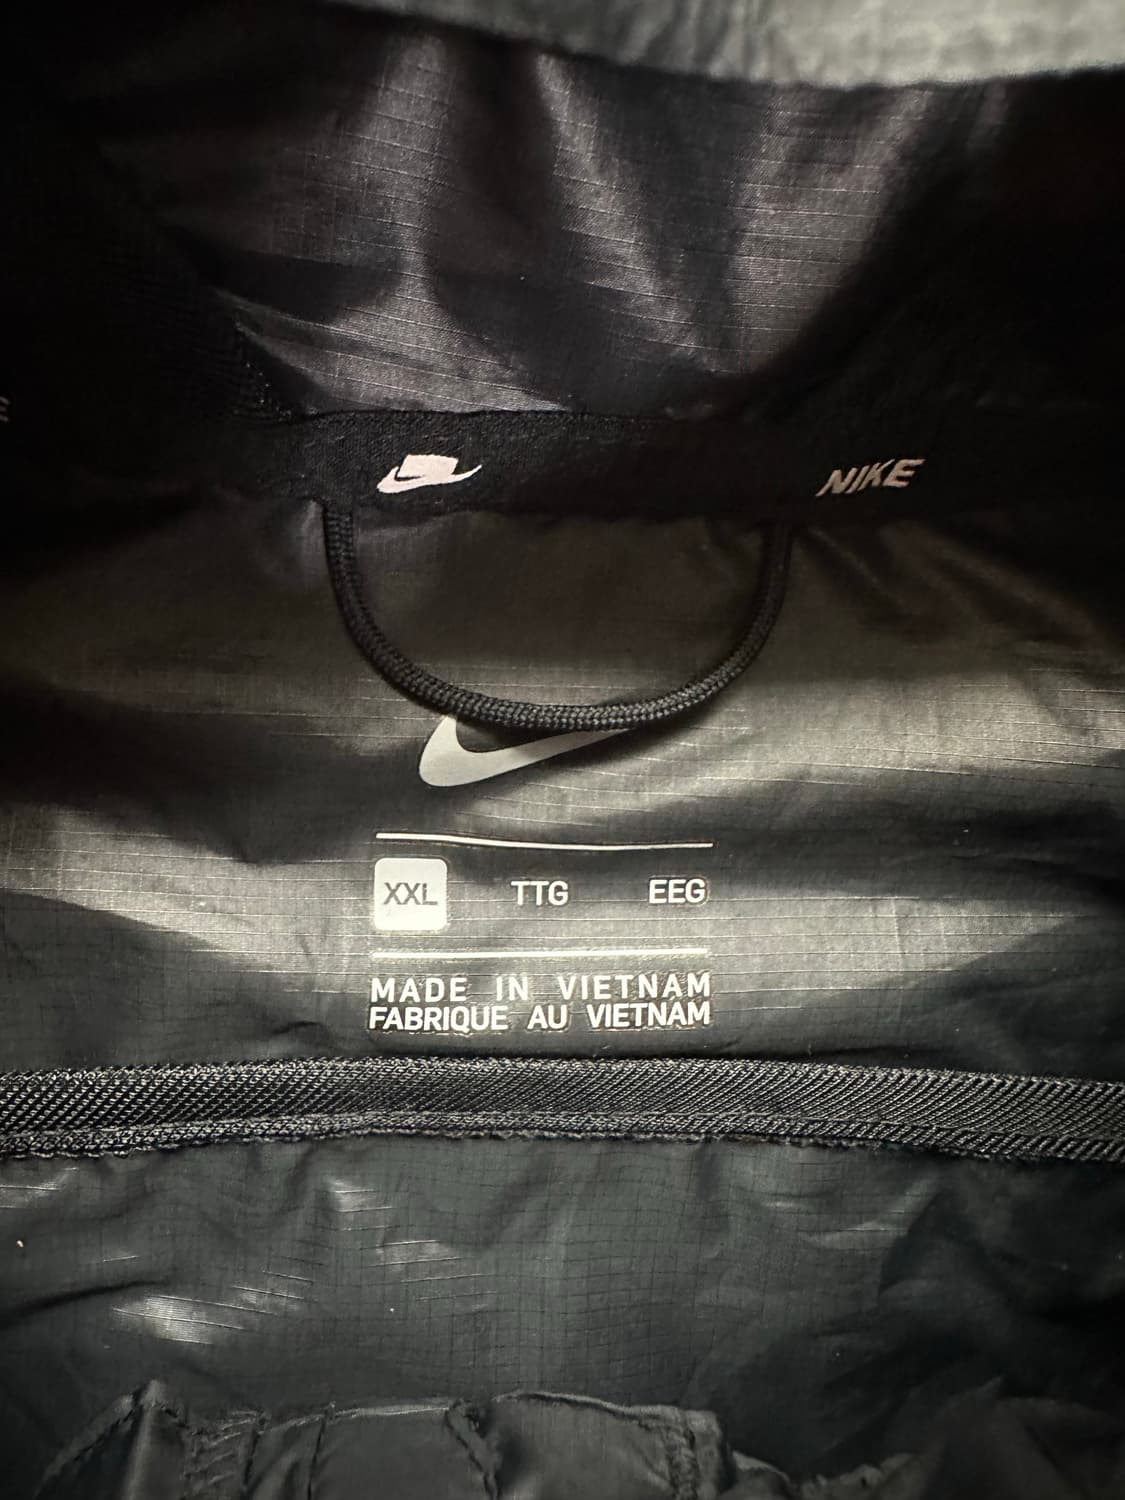 NIKE
XXL TTG EEG
MADE IN VIETNAM
FABRIQUE AU VIETNAM